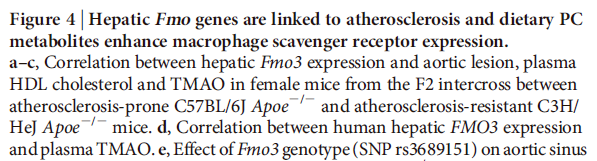 Figure 4 | Hepatic Fmo genes are linked to atherosclerosis and dietary PC
metabolites enhance macrophage scavenger receptor expression.
a–c, Correlation between hepatic Fmo3 expression and aortic lesion, plasma
HDL cholesterol and TMAO in female mice from the F2 intercross between
atherosclerosis-prone C57BL/6J Apoe−/− and atherosclerosis-resistant C3H/
HeJ Apoe−/− mice. d, Correlation between human hepatic FMO3 expression
and plasma TMAO. e, Effect of Fmo3 genotype (SNP rs3689151) on aortic sinus